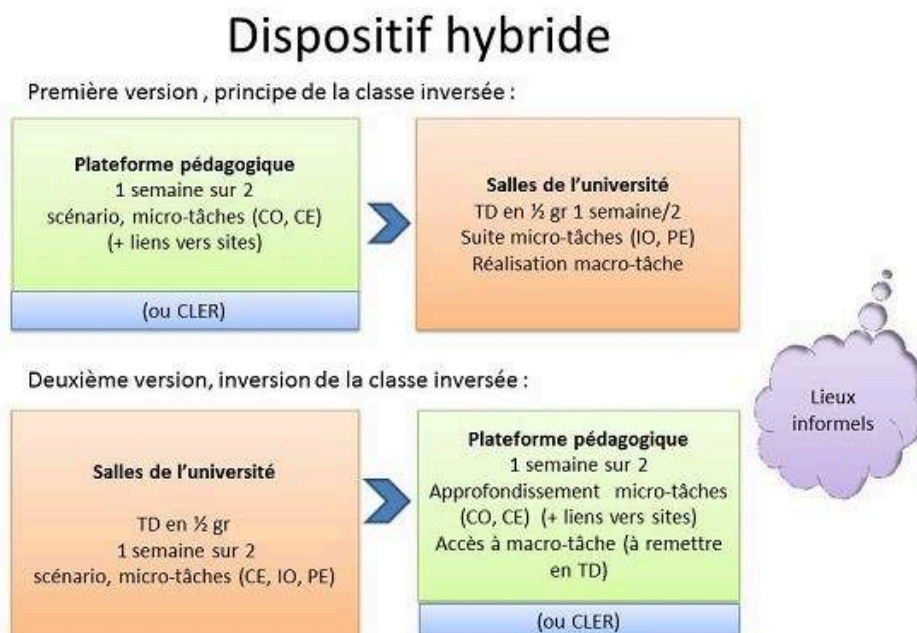 Dispositif hybride
Première version , principe de la classe inversée :
Plateforme pédagogique
1 semaine sur 2
scénario, micro-tâches (CO, CE)
(+ liens vers sites)
(ou CLER)
Salles de l’université
TD en ½ gr 1 semaine/2
Suite micro-tâches (IO, PE)
Réalisation macro-tâche
Lieux
informels
Deuxième version, inversion de la classe inversée :
Salles de l’université
TD en ½ gr
1 semaine sur 2
scénario, micro-tâches (CE, IO, PE)
Plateforme pédagogique
1 semaine sur 2
Approfondissement micro-tâches
(CO, CE) (+ liens vers sites)
Accès à macro-tâche (à remettre
en TD)
(ou CLER)